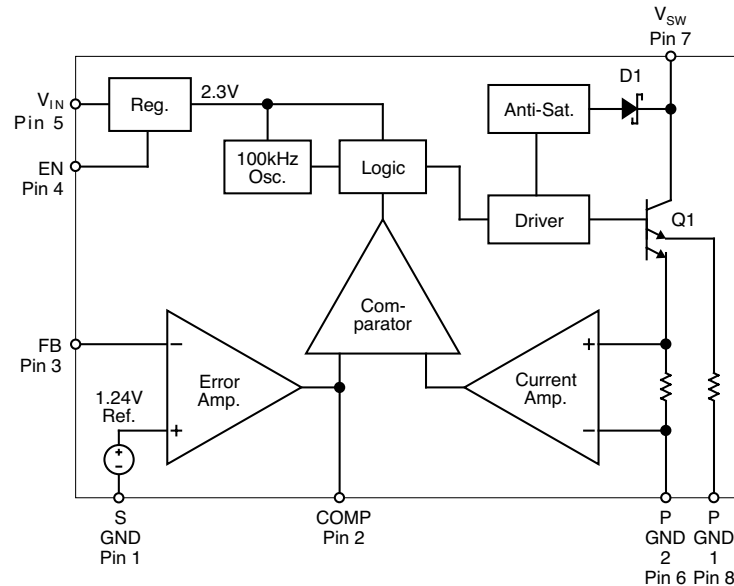 VSW
Pin 7
D1
VIN
Pin 5
Reg.
2.3V
Anti-Sat.
EN
Pin 4
100kHz
Osc.
Logic
Driver
Q1
Com-
parator
FB
Pin 3
−
Error
Amp.
+
Current
Amp.
+
−
1.24V
Ref.
+
−
S
GND
Pin 1
COMP
Pin 2
P
GND
2
Pin 6
P
GND
1
Pin 8